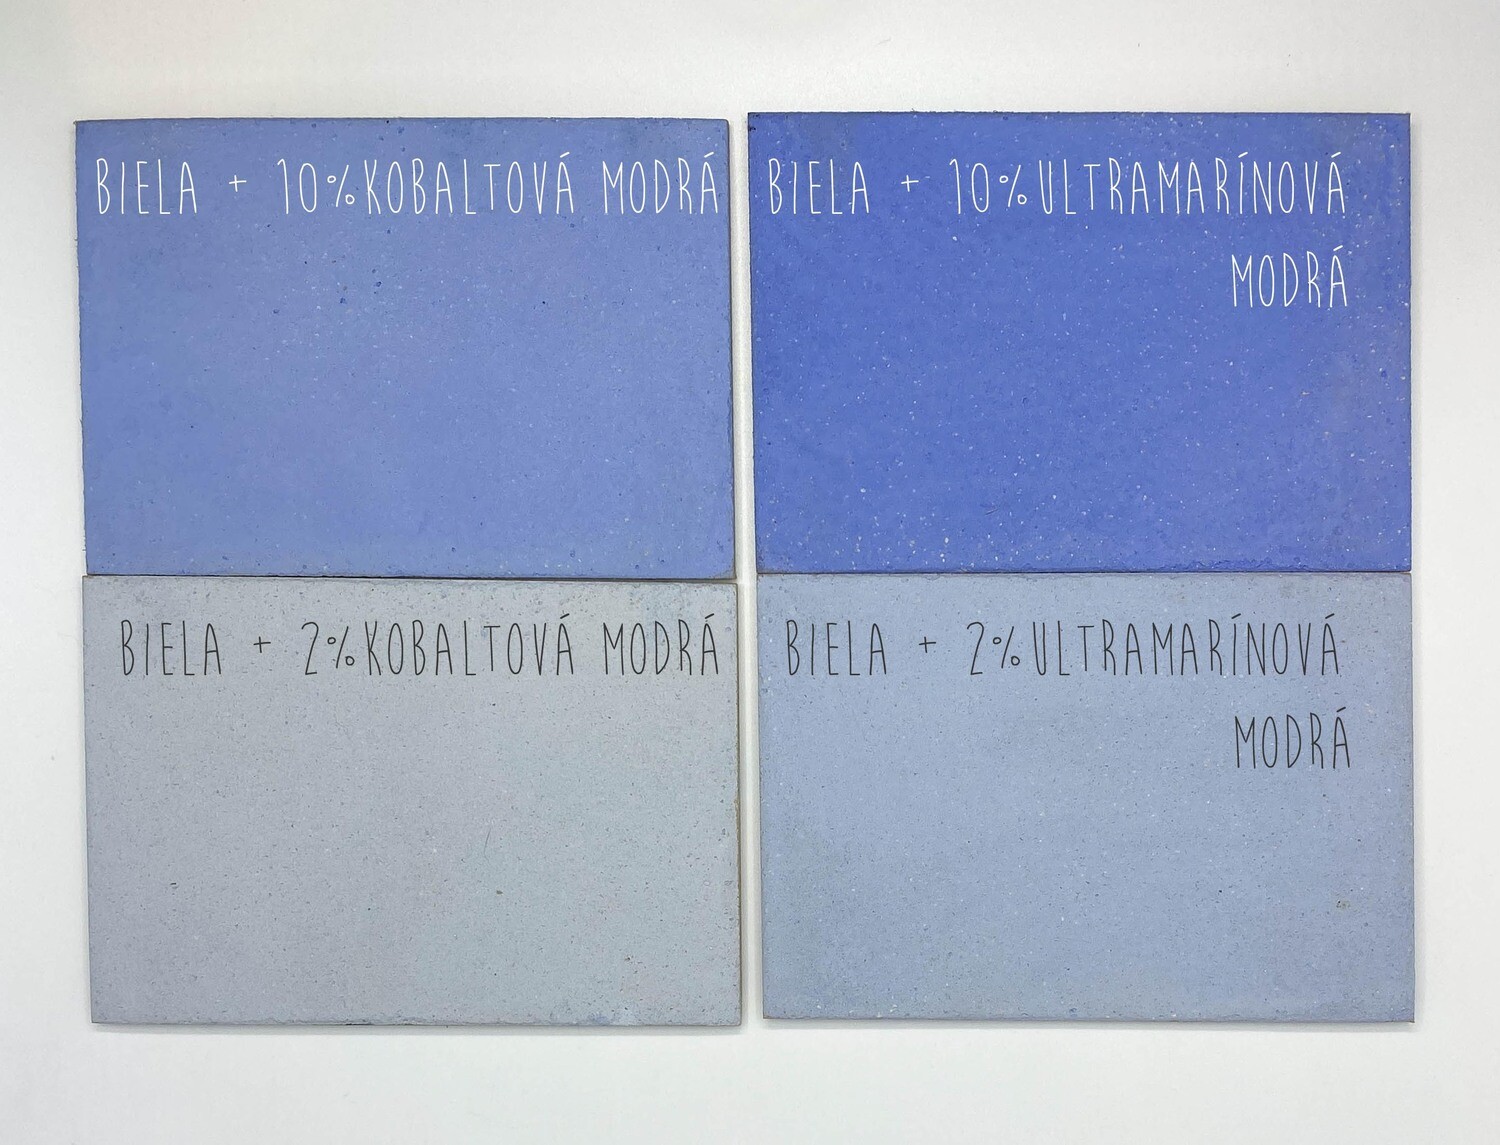 BIELA + 10% KOBALTOVÁ MODRÁ
BIELA + 10% ULTRAMARÍNOVÁ
MODRÁ
BIELA + 2% KOBALTOVÁ MODRÁ
BIELA + 2% ULTRAMARÍNOVÁ
MODRÁ